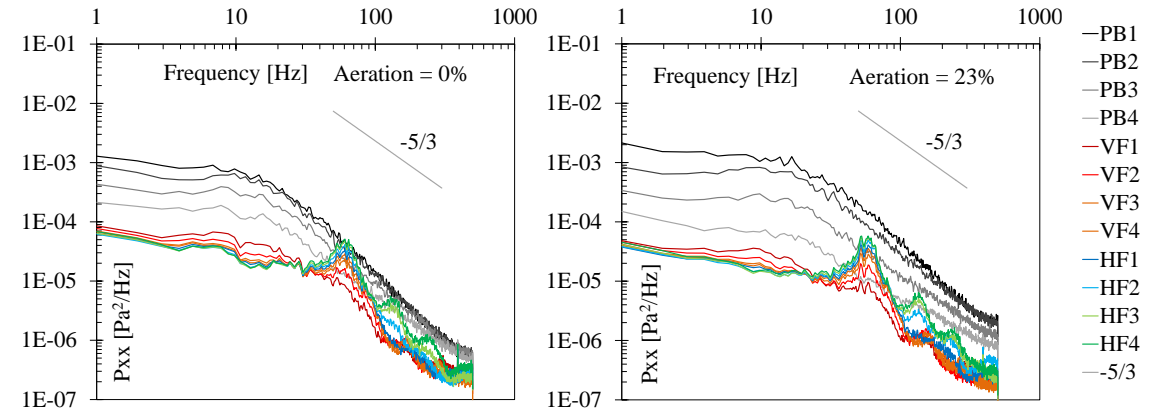 1 10 100 1000
1E-01
1E-02
1E-03
1E-04
1E-05
1E-06
1E-07
Frequency [Hz] Aeration = 0%
-5/3
Pxx [Pa²/Hz]
1 10 100 1000
1E-01
1E-02
1E-03
1E-04
1E-05
1E-06
1E-07
Frequency [Hz] Aeration = 23%
-5/3
Pxx [Pa²/Hz]
PB1
PB2
PB3
PB4
VF1
VF2
VF3
VF4
HF1
HF2
HF3
HF4
-5/3